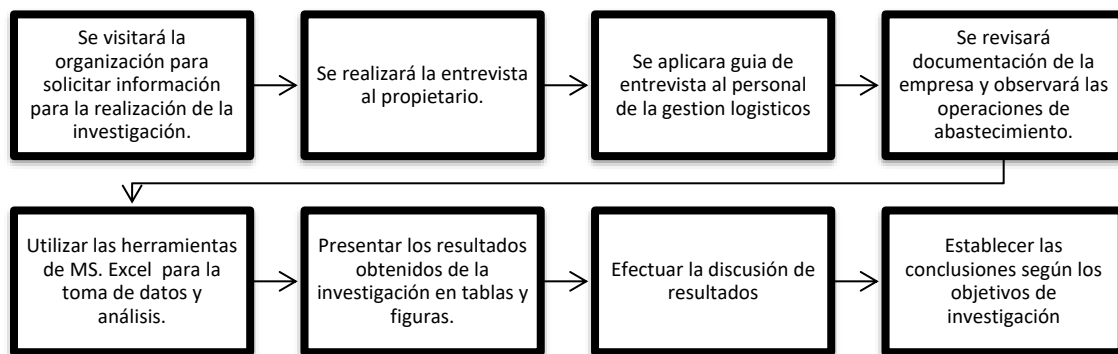 Se visitará la
organización para
solicitar información
para la realización de la
investigación.
Se realizará la entrevista
al propietario.
Se aplicara guia de
entrevista al personal
de la gestion logisticos
Se revisará
documentación de la
empresa y observará las
operaciones de
abastecimiento.
Utilizar las herramientas
de MS. Excel para la
toma de datos y
análisis.
Presentar los resultados
obtenidos de la
investigación en tablas y
figuras.
Efectuar la discusión de
resultados
Establecer las
conclusiones según los
objetivos de
investigación